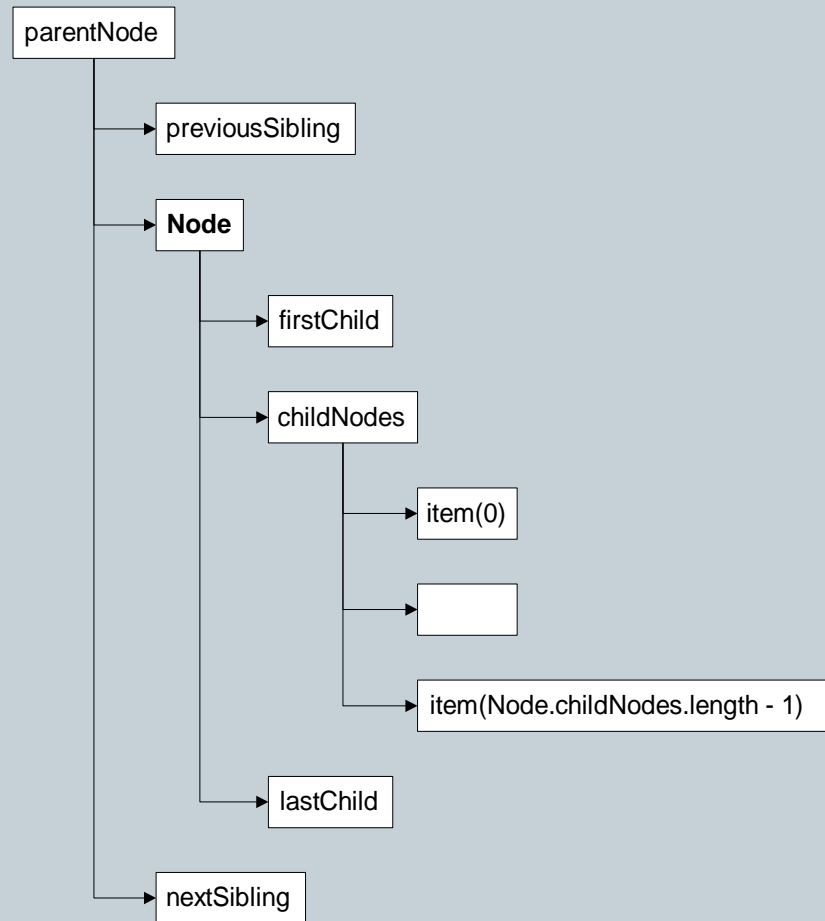 parentNode
previousSibling
Node
firstChild
childNodes
item(0)
item(Node.childNodes.length - 1)
lastChild
nextSibling